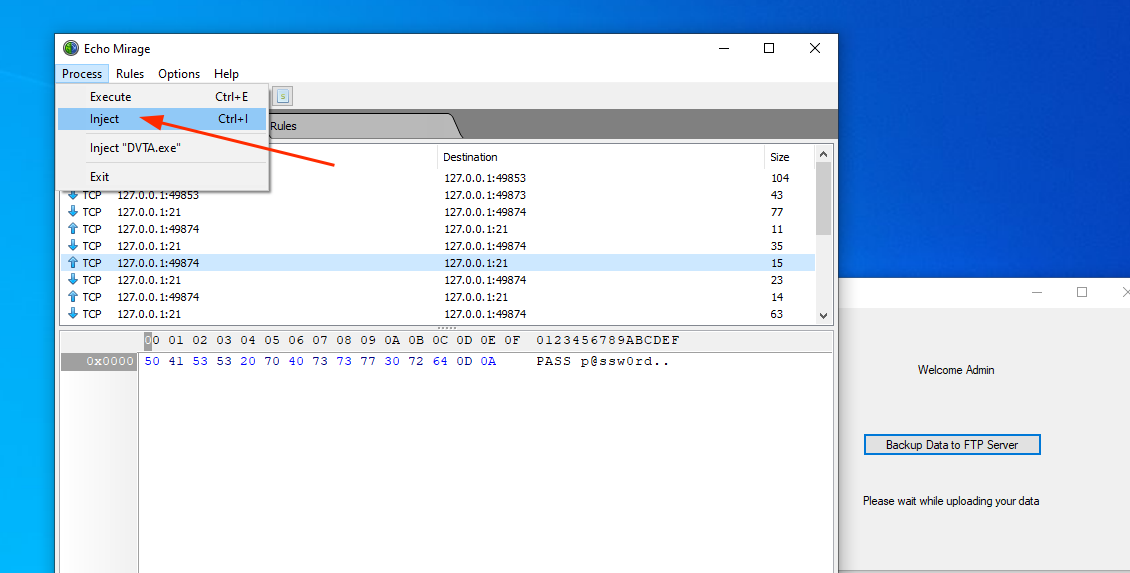 Echo Mirage
Process Rules Options Help
Execute Ctrl+E
Inject Ctrl+I
Rules
Inject "DVTA.exe"
Exit
Destination Size
127.0.0.1:49853 104
TCP 127.0.0.1:49853 127.0.0.1:49873 43
TCP 127.0.0.1:21 127.0.0.1:49874 77
TCP 127.0.0.1:49874 127.0.0.1:21 11
TCP 127.0.0.1:21 127.0.0.1:49874 35
TCP 127.0.0.1:49874 127.0.0.1:21 15
TCP 127.0.0.1:21 127.0.0.1:49874 23
TCP 127.0.0.1:49874 127.0.0.1:21 14
TCP 127.0.0.1:21 127.0.0.1:49874 63
00 01 02 03 04 05 06 07 08 09 0A 0B 0C 0D 0E 0F 0123456789ABCDEF
0x0000 50 41 53 53 20 70 40 73 73 77 30 72 64 0D 0A PASS p@ssw0rd..
Welcome Admin
Backup Data to FTP Server
Please wait while uploading your data